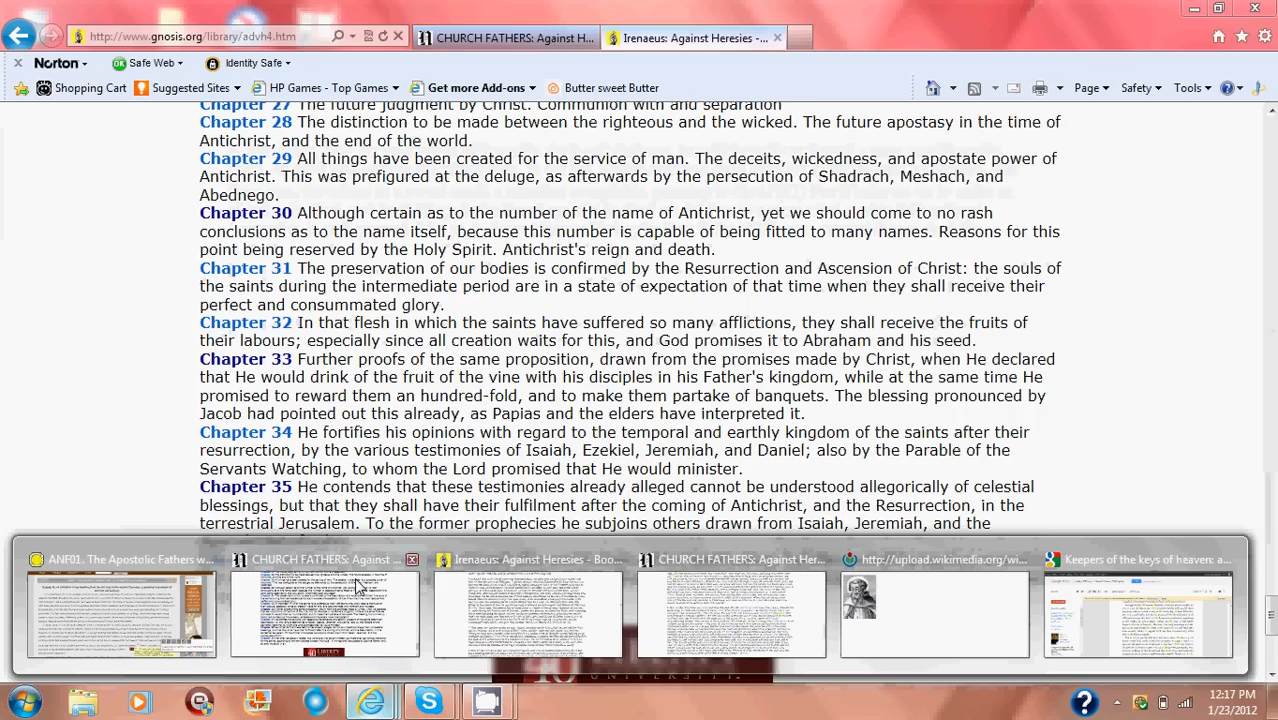 http://www.gnosis.org/library/advh4.htm
CHURCH FATHERS: Against H...
Irenaeus: Against Heresies -...
Norton
OK Safe Web
Identity Safe
Shopping Cart
Suggested Sites
HP Games - Top Games
Get more Add-ons
Butter sweet Butter
Page
Safety
Tools
Chapter 27 The future judgment by Christ. Communion with and separation
Chapter 28 The distinction to be made between the righteous and the wicked. The future apostasy in the time of
Antichrist, and the end of the world.
Chapter 29 All things have been created for the service of man. The deceits, wickedness, and apostate power of
Antichrist. This was prefigured at the deluge, as afterwards by the persecution of Shadrach, Meshach, and
Abednego.
Chapter 30 Although certain as to the number of the name of Antichrist, yet we should come to no rash
conclusions as to the name itself, because this number is capable of being fitted to many names. Reasons for this
point being reserved by the Holy Spirit. Antichrist's reign and death.
Chapter 31 The preservation of our bodies is confirmed by the Resurrection and Ascension of Christ: the souls of
the saints during the intermediate period are in a state of expectation of that time when they shall receive their
perfect and consummated glory.
Chapter 32 In that flesh in which the saints have suffered so many afflictions, they shall receive the fruits of
their labours; especially since all creation waits for this, and God promises it to Abraham and his seed.
Chapter 33 Further proofs of the same proposition, drawn from the promises made by Christ, when He declared
that He would drink of the fruit of the vine with his disciples in his Father's kingdom, while at the same time He
promised to reward them an hundred-fold, and to make them partake of banquets. The blessing pronounced by
Jacob had pointed out this already, as Papias and the elders have interpreted it.
Chapter 34 He fortifies his opinions with regard to the temporal and earthly kingdom of the saints after their
resurrection, by the various testimonies of Isaiah, Ezekiel, Jeremiah, and Daniel; also by the Parable of the
Servants Watching, to whom the Lord promised that He would minister.
Chapter 35 He contends that these testimonies already alleged cannot be understood allegorically of celestial
blessings, but that they shall have their fulfilment after the coming of Antichrist, and the Resurrection, in the
terrestrial Jerusalem. To the former prophecies he subjoins others drawn from Isaiah, Jeremiah, and the
ANF01. The Apostolic Fathers w...
CHURCH FATHERS: Against
Irenaeus: Against Heresies - Boo...
CHURCH FATHERS: Against Her...
http://upload.wikimedia.org/wi...
Keepers of the keys of heaven: a...
LIBERTY
UNIVERSITY.
12:17 PM
1/23/2012